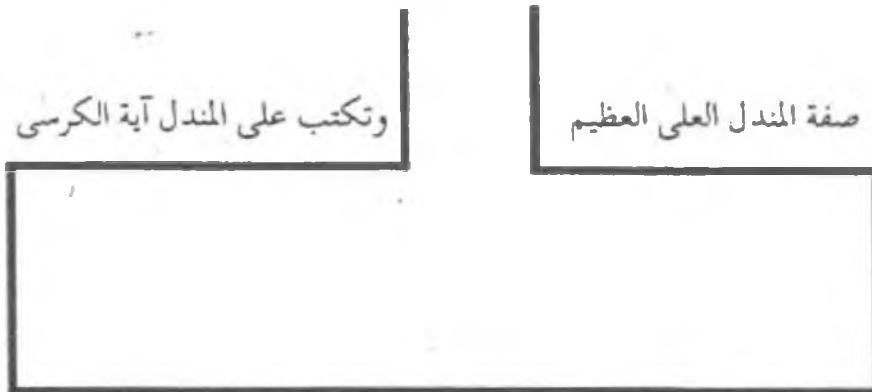 صفة المندل العلى العظيم
وتكتب على المندل آية الكرسى